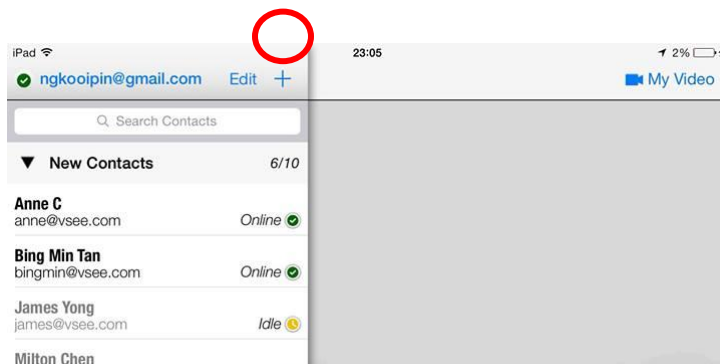 iPad 23:05 2%
ngkooipin@gmail.com Edit + My Video
Search Contacts
▼ New Contacts 6/10
Anne C
anne@vsee.com Online
Bing Min Tan
bingmin@vsee.com Online
James Yong
james@vsee.com Idle
Milton Chen